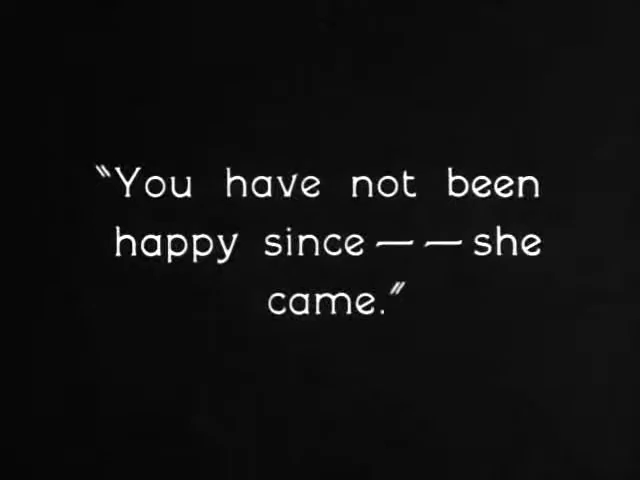 "You have not been
happy since — — she
came."